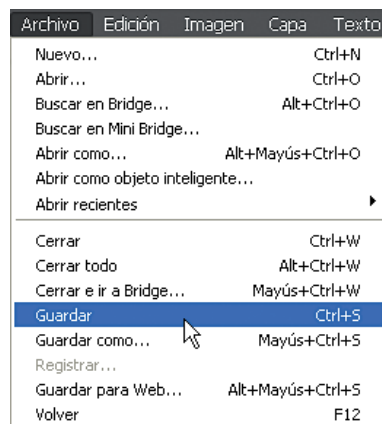 Archivo Edición Imagen Capa Texto
Nuevo... Ctrl+N
Abrir... Ctrl+O
Buscar en Bridge... Alt+Ctrl+O
Buscar en Mini Bridge...
Abrir como... Alt+Mayús+Ctrl+O
Abrir como objeto inteligente...
Abrir recientes
Cerrar Ctrl+W
Cerrar todo Alt+Ctrl+W
Cerrar e ir a Bridge... Mayús+Ctrl+W
Guardar Ctrl+S
Guardar como... Mayús+Ctrl+S
Registrar...
Guardar para Web... Alt+Mayús+Ctrl+S
Volver F12